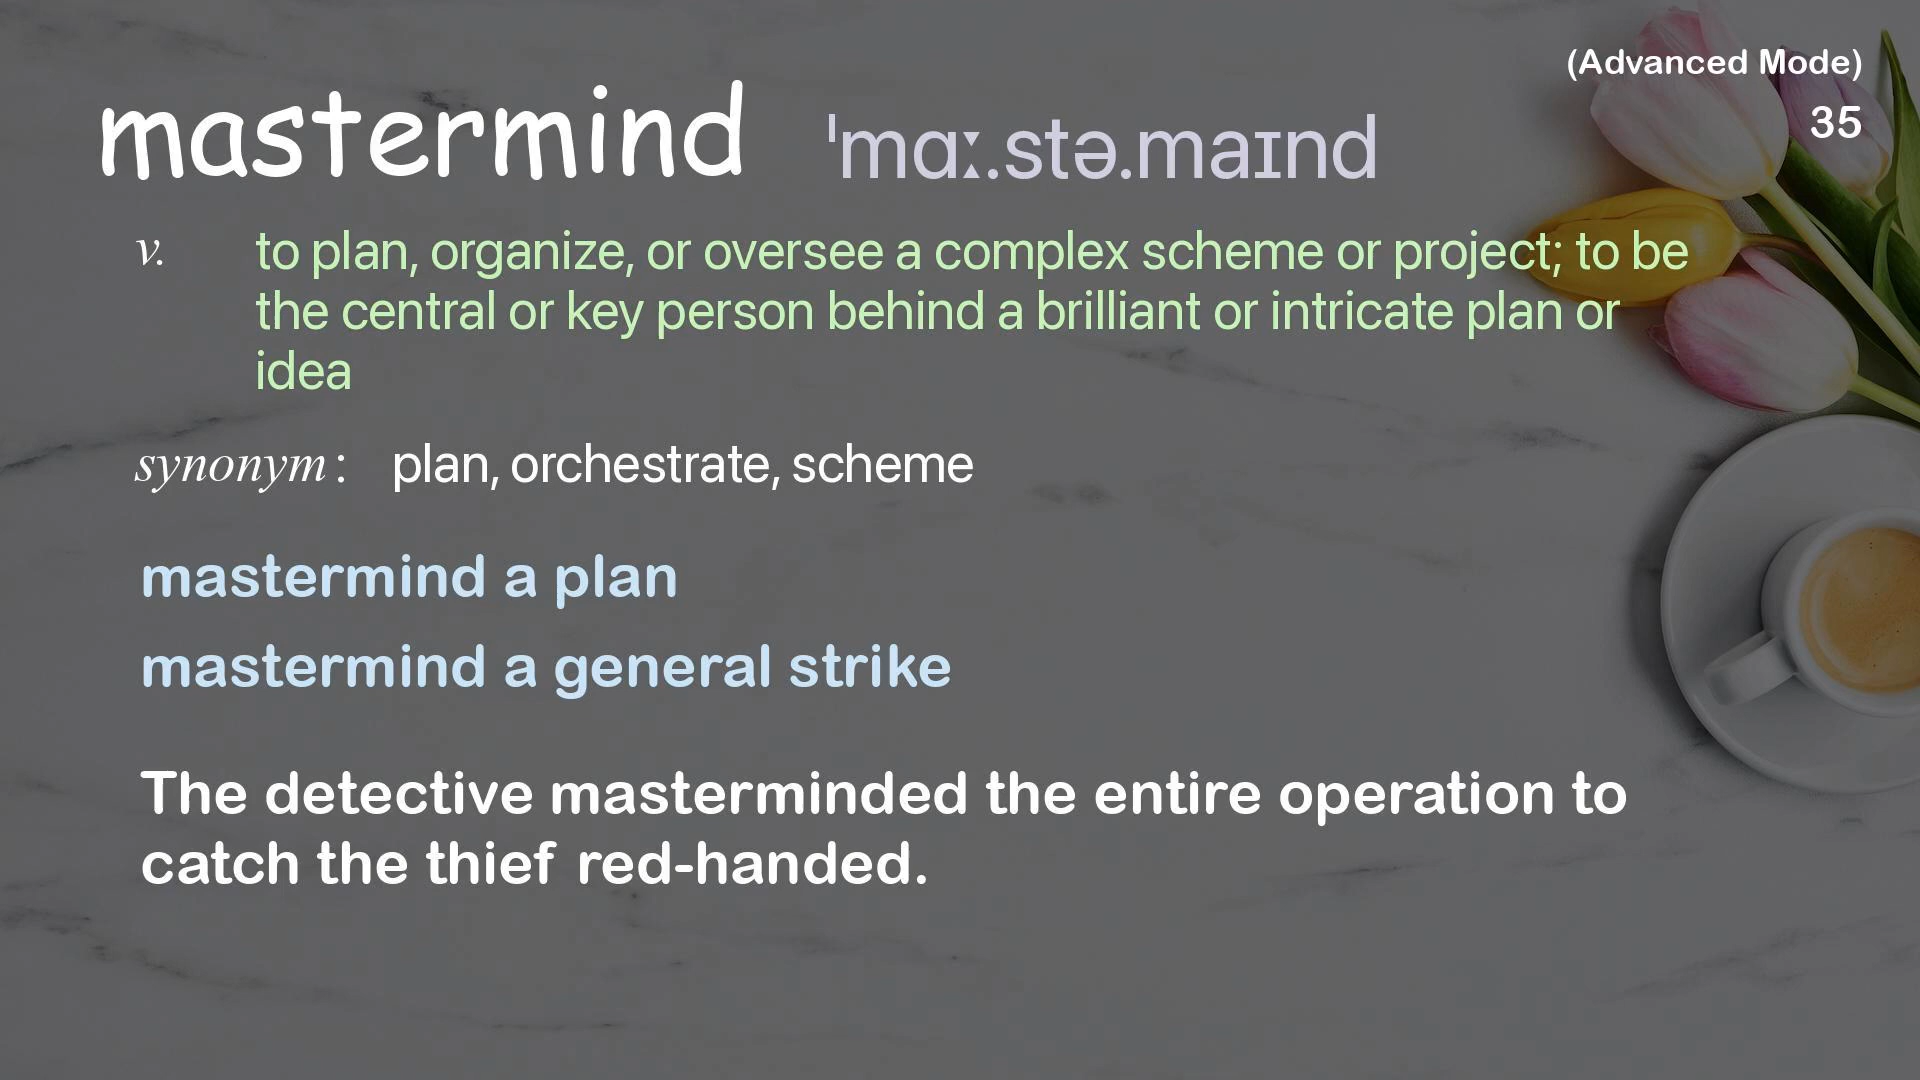 (Advanced Mode)
mastermind ˈmɑː.stə.maɪnd
35
v. to plan, organize, or oversee a complex scheme or project; to be
the central or key person behind a brilliant or intricate plan or
idea
synonym: plan, orchestrate, scheme
mastermind a plan
mastermind a general strike
The detective masterminded the entire operation to
catch the thief red-handed.